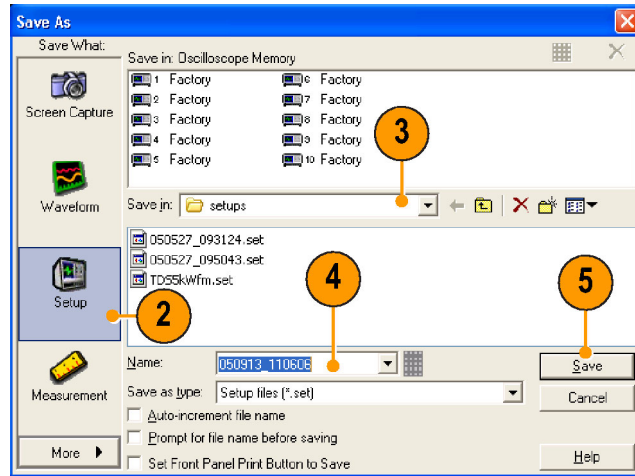 Save As
Save What:
Screen Capture
Waveform
Setup
Measurement
More
Save in: Oscilloscope Memory
1 Factory
2 Factory
3 Factory
4 Factory
5 Factory
6 Factory
7 Factory
8 Factory
9 Factory
10 Factory
3
Save in: setups
050527_093124.set
050527_095043.set
TDS5kWfm.set
2
4
5
Name: 050913_110606
Save as type: Setup files (*.set)
Auto-increment file name
Prompt for file name before saving
Set Front Panel Print Button to Save
Save
Cancel
Help